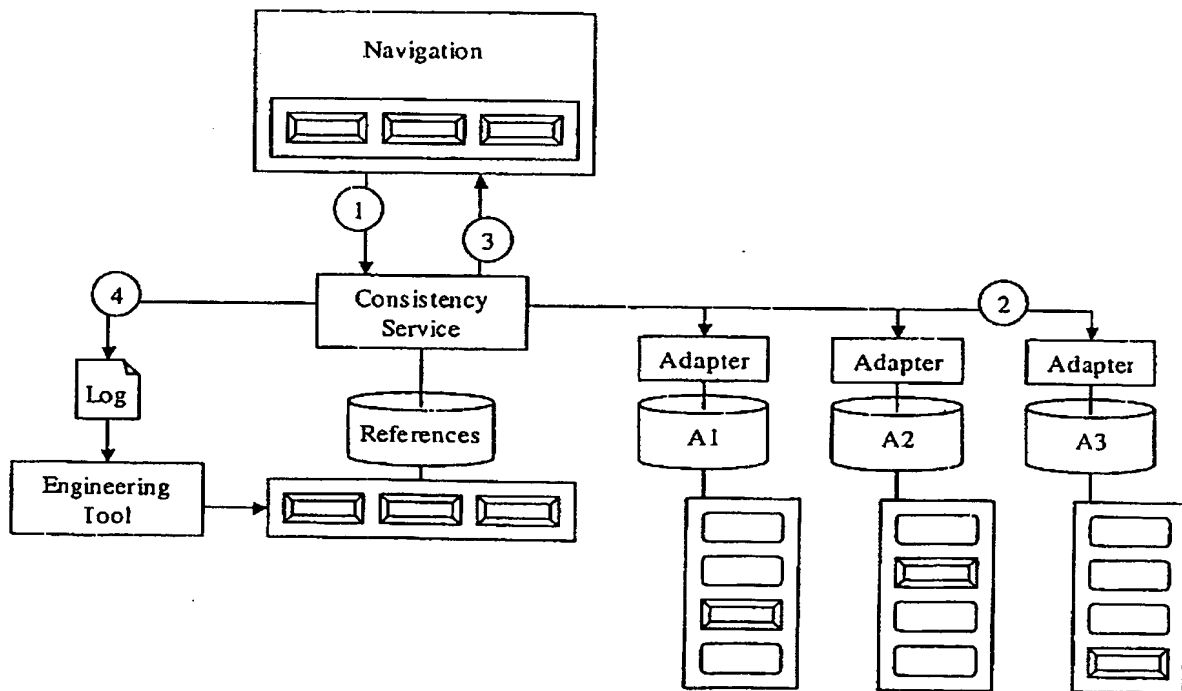 Navigation
1
3
4
Consistency
Service
2
Adapter
Adapter
Adapter
Log
References
A1
A2
A3
Engineering
Tool